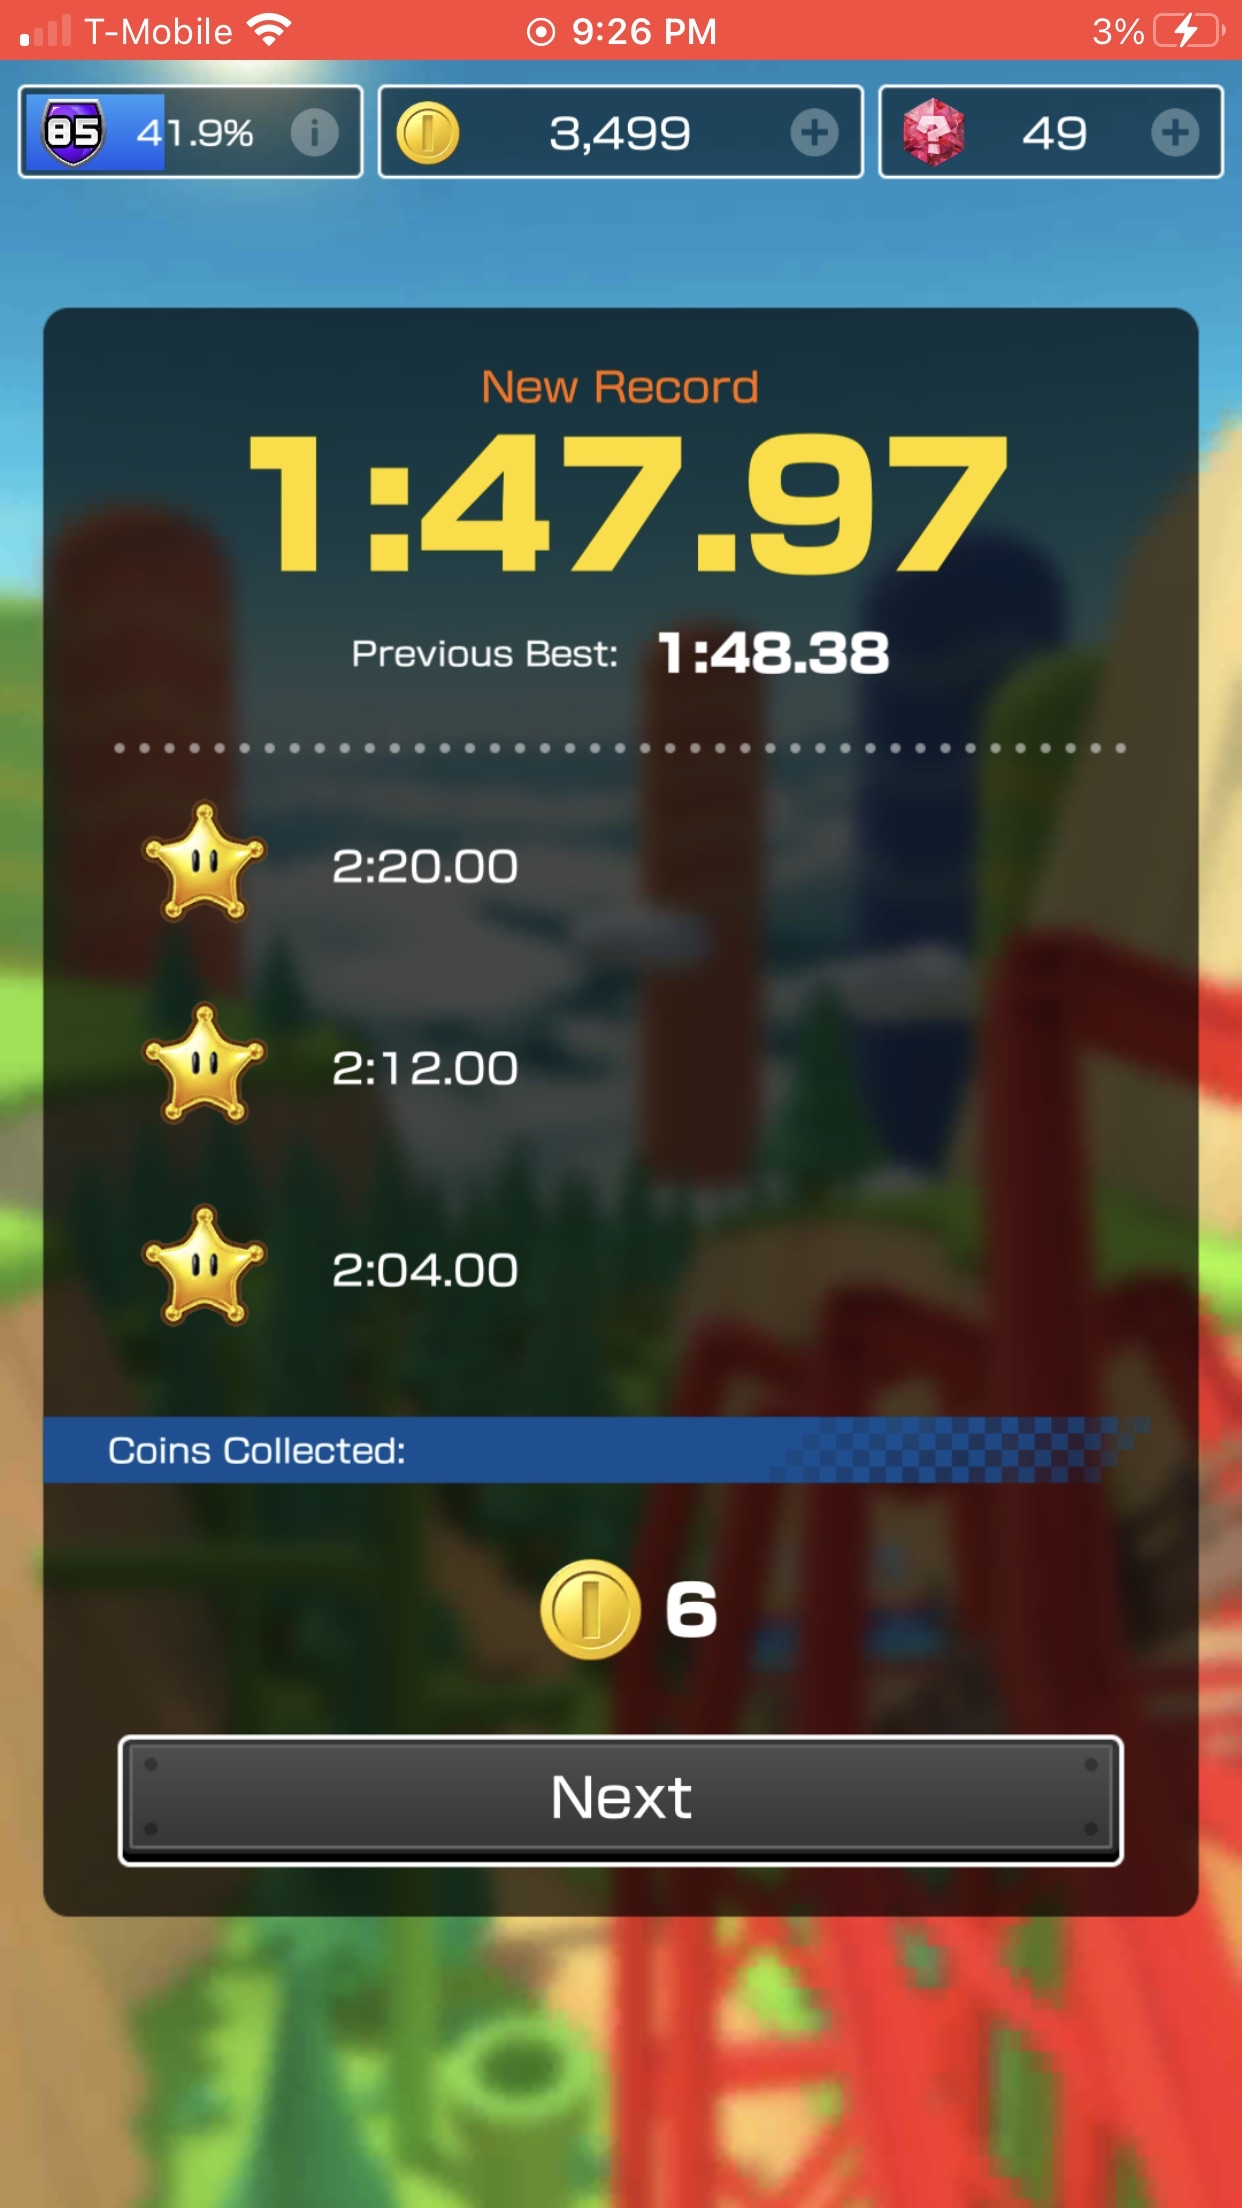 T-Mobile 9:26 PM 3%
85 41.9% i 3,499 + ? 49 +
New Record
1:47.97
Previous Best: 1:48.38
2:20.00
2:12.00
2:04.00
Coins Collected:
6
Next